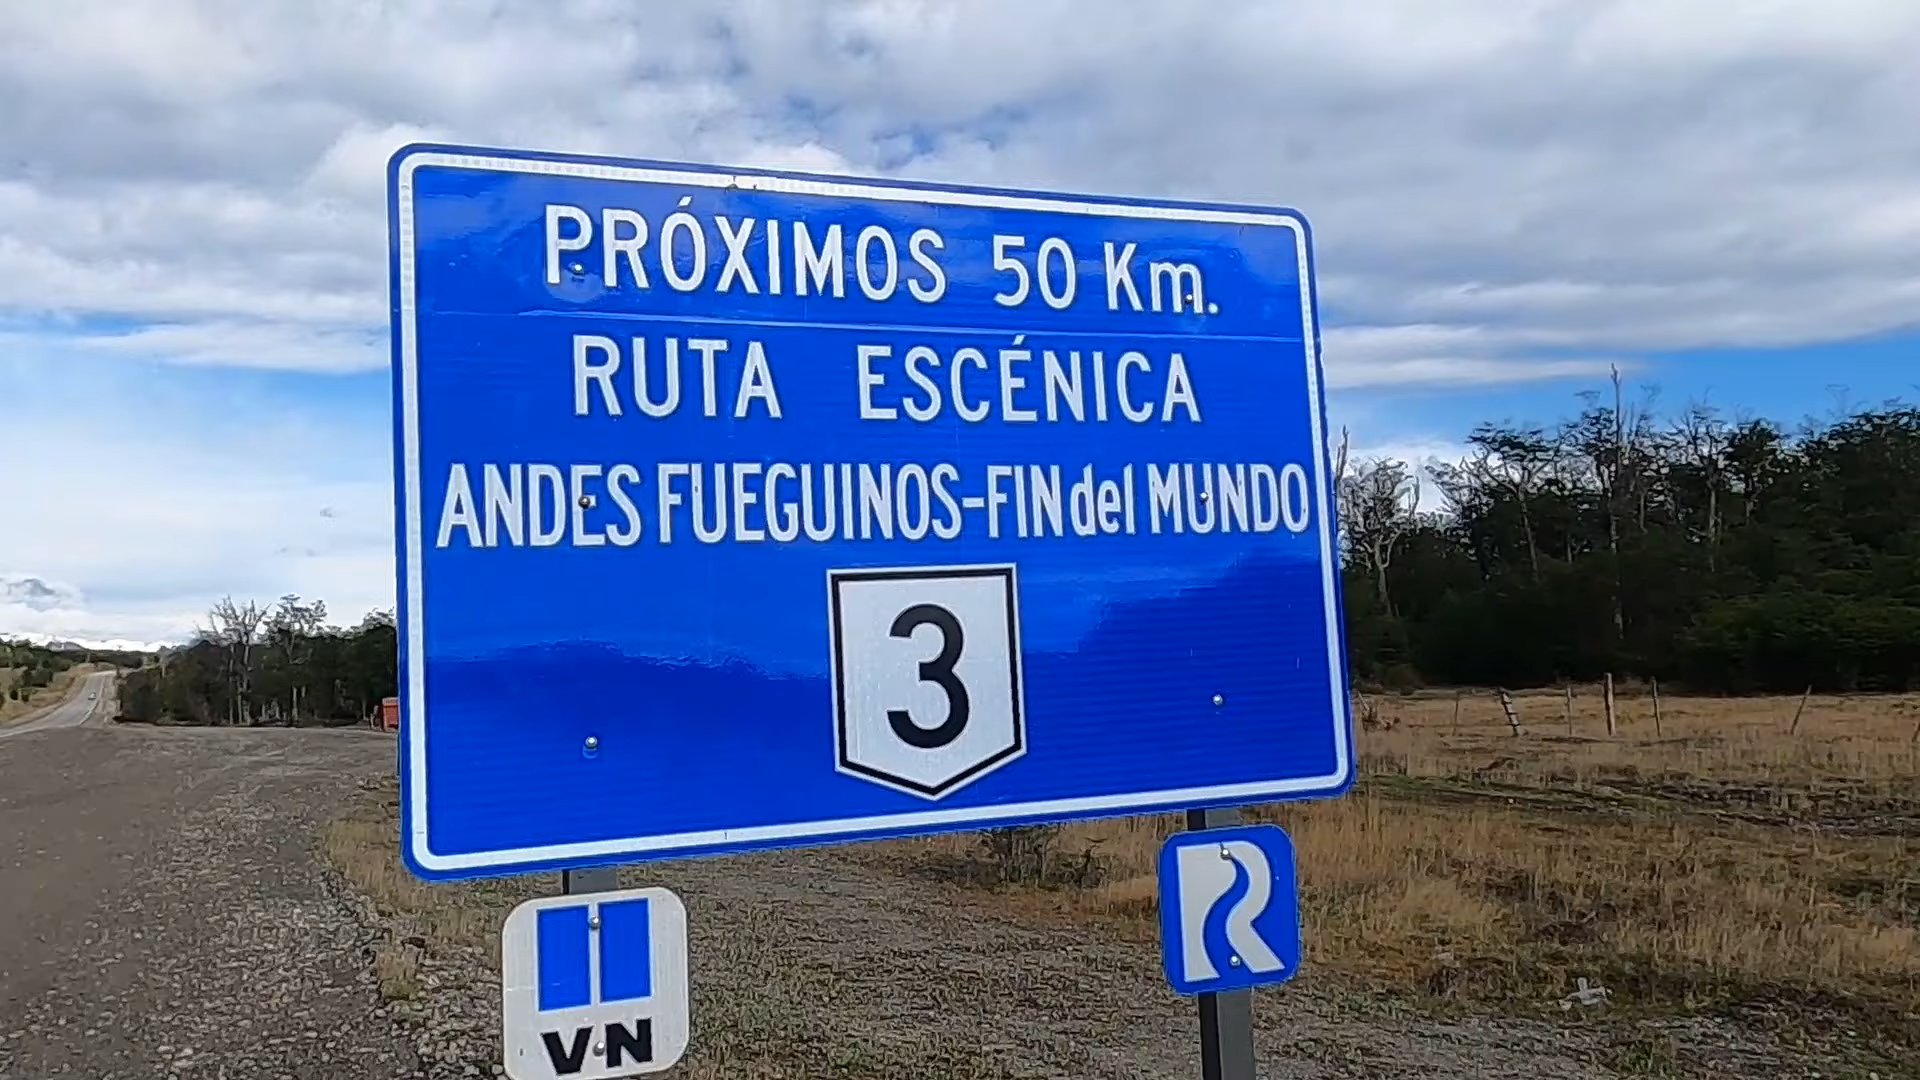 PRÓXIMOS 50 Km.
RUTA ESCÉNICA
ANDES FUEGUINOS-FIN del MUNDO
3
R
VN